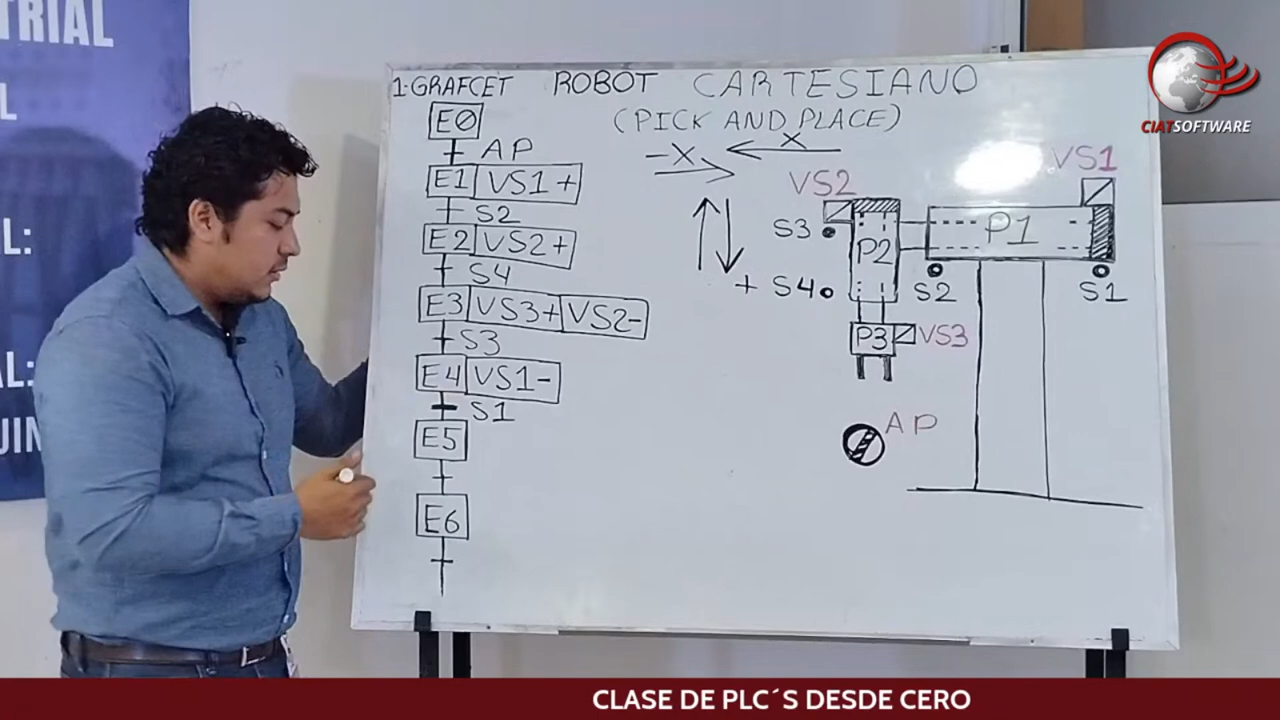 TRIAL
L
L:
AL:
UIN
1-GRAFCET ROBOT CARTESIANO
(PICK AND PLACE)
E0
AP
E1 VS1+
S2
E2 VS2+
S4
E3 VS3+ VS2-
S3
E4 VS1-
S1
E5
E6
-X X
VS2 VS1
S3 P2 P1
+ S4 S2 S1
P3 VS3
AP
CIATSOFTWARE
CLASE DE PLC´S DESDE CERO